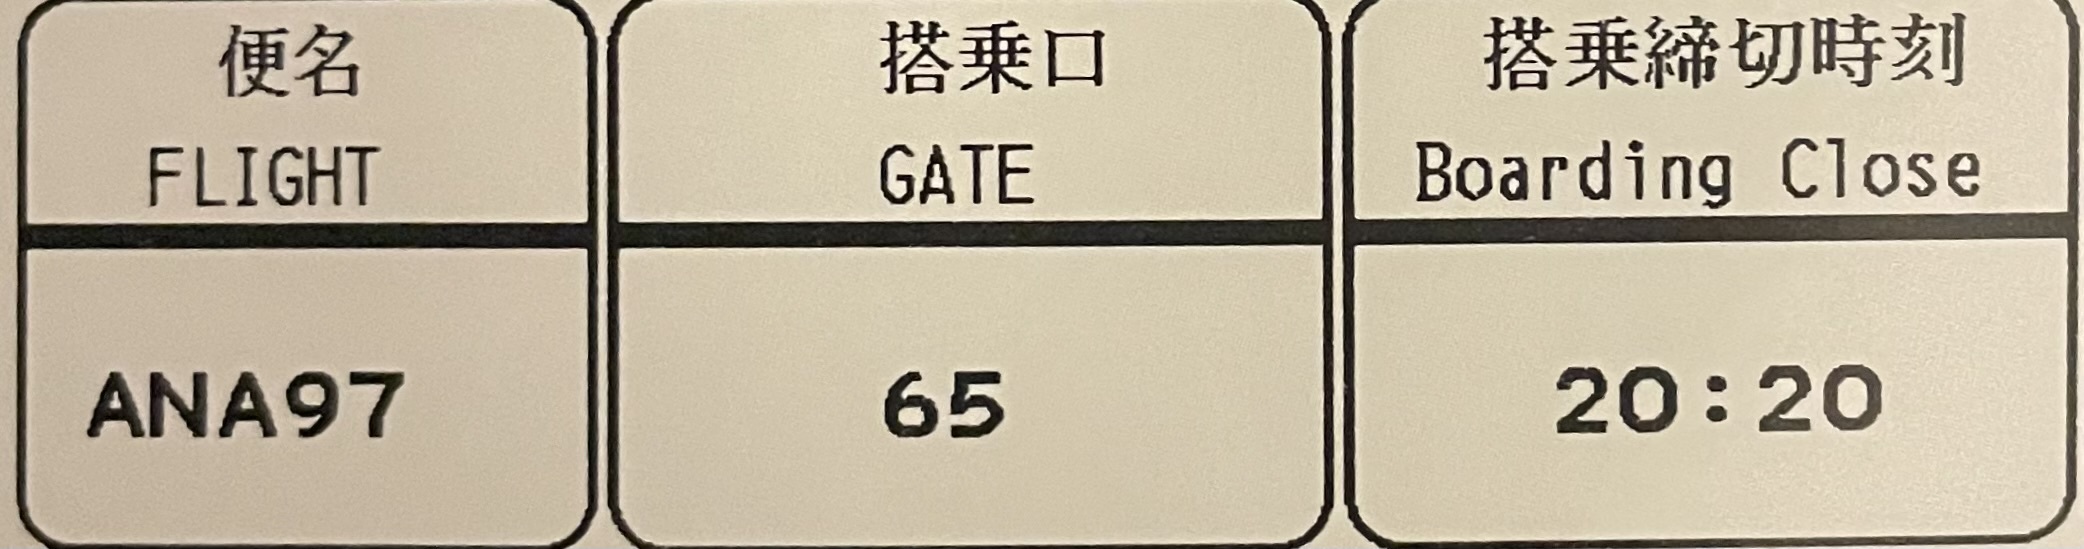 便名
FLIGHT
ANA97
搭乗口
GATE
65
搭乗締切時刻
Boarding Close
20:20